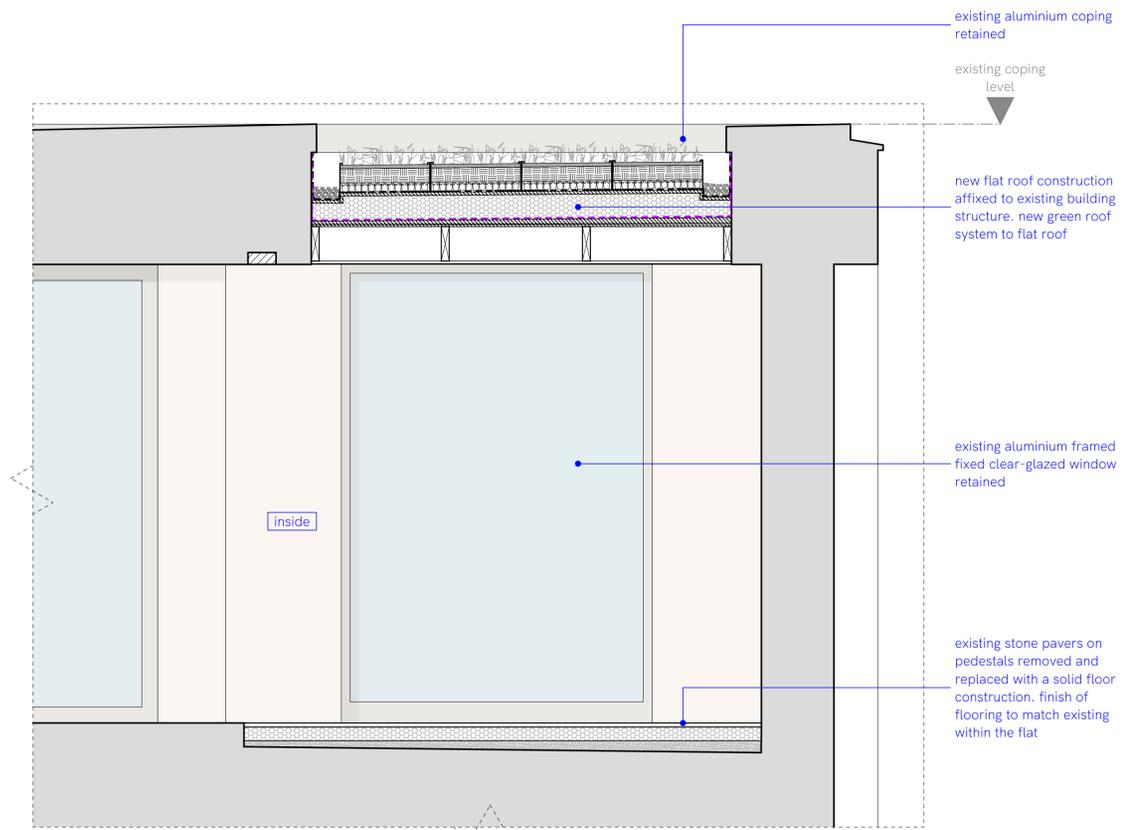 existing aluminium coping
retained
existing coping
level
new flat roof construction
affixed to existing building
structure. new green roof
system to flat roof
existing aluminium framed
fixed clear-glazed window
retained
inside
existing stone pavers on
pedestals removed and
replaced with a solid floor
construction. finish of
flooring to match existing
within the flat